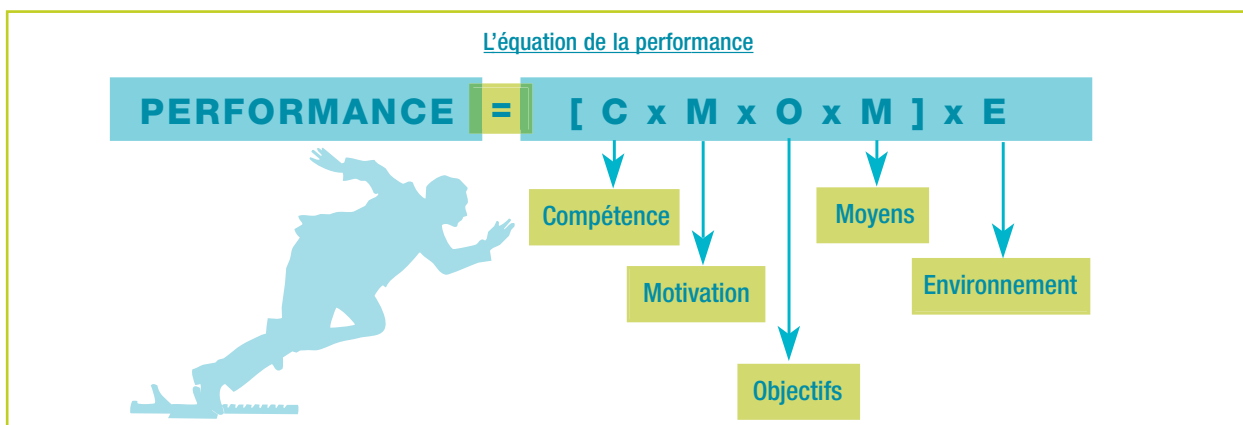 L'équation de la performance
PERFORMANCE = [ C x M x O x M ] x E
Compétence
Moyens
Motivation
Environnement
Objectifs